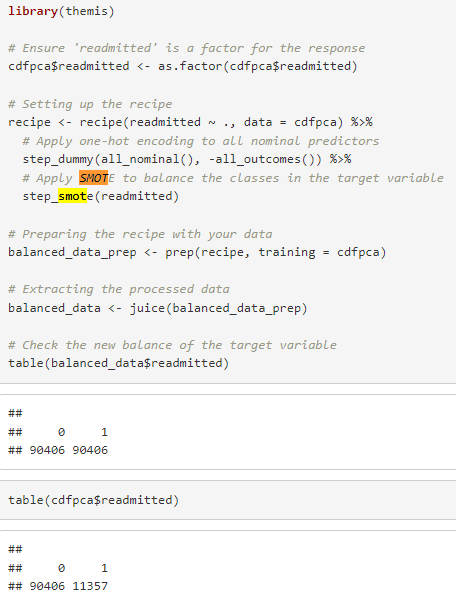 library(themis)
# Ensure 'readmitted' is a factor for the response
cdfpca$readmitted <- as.factor(cdfpca$readmitted)
# Setting up the recipe
recipe <- recipe(readmitted ~ ., data = cdfpca) %>%
  # Apply one-hot encoding to all nominal predictors
  step_dummy(all_nominal(), -all_outcomes()) %>%
  # Apply SMOTE to balance the classes in the target variable
  step_smote(readmitted)
# Preparing the recipe with your data
balanced_data_prep <- prep(recipe, training = cdfpca)
# Extracting the processed data
balanced_data <- juice(balanced_data_prep)
# Check the new balance of the target variable
table(balanced_data$readmitted)
##
##     0     1
## 90406 90406
table(cdfpca$readmitted)
##
##     0     1
## 90406 11357